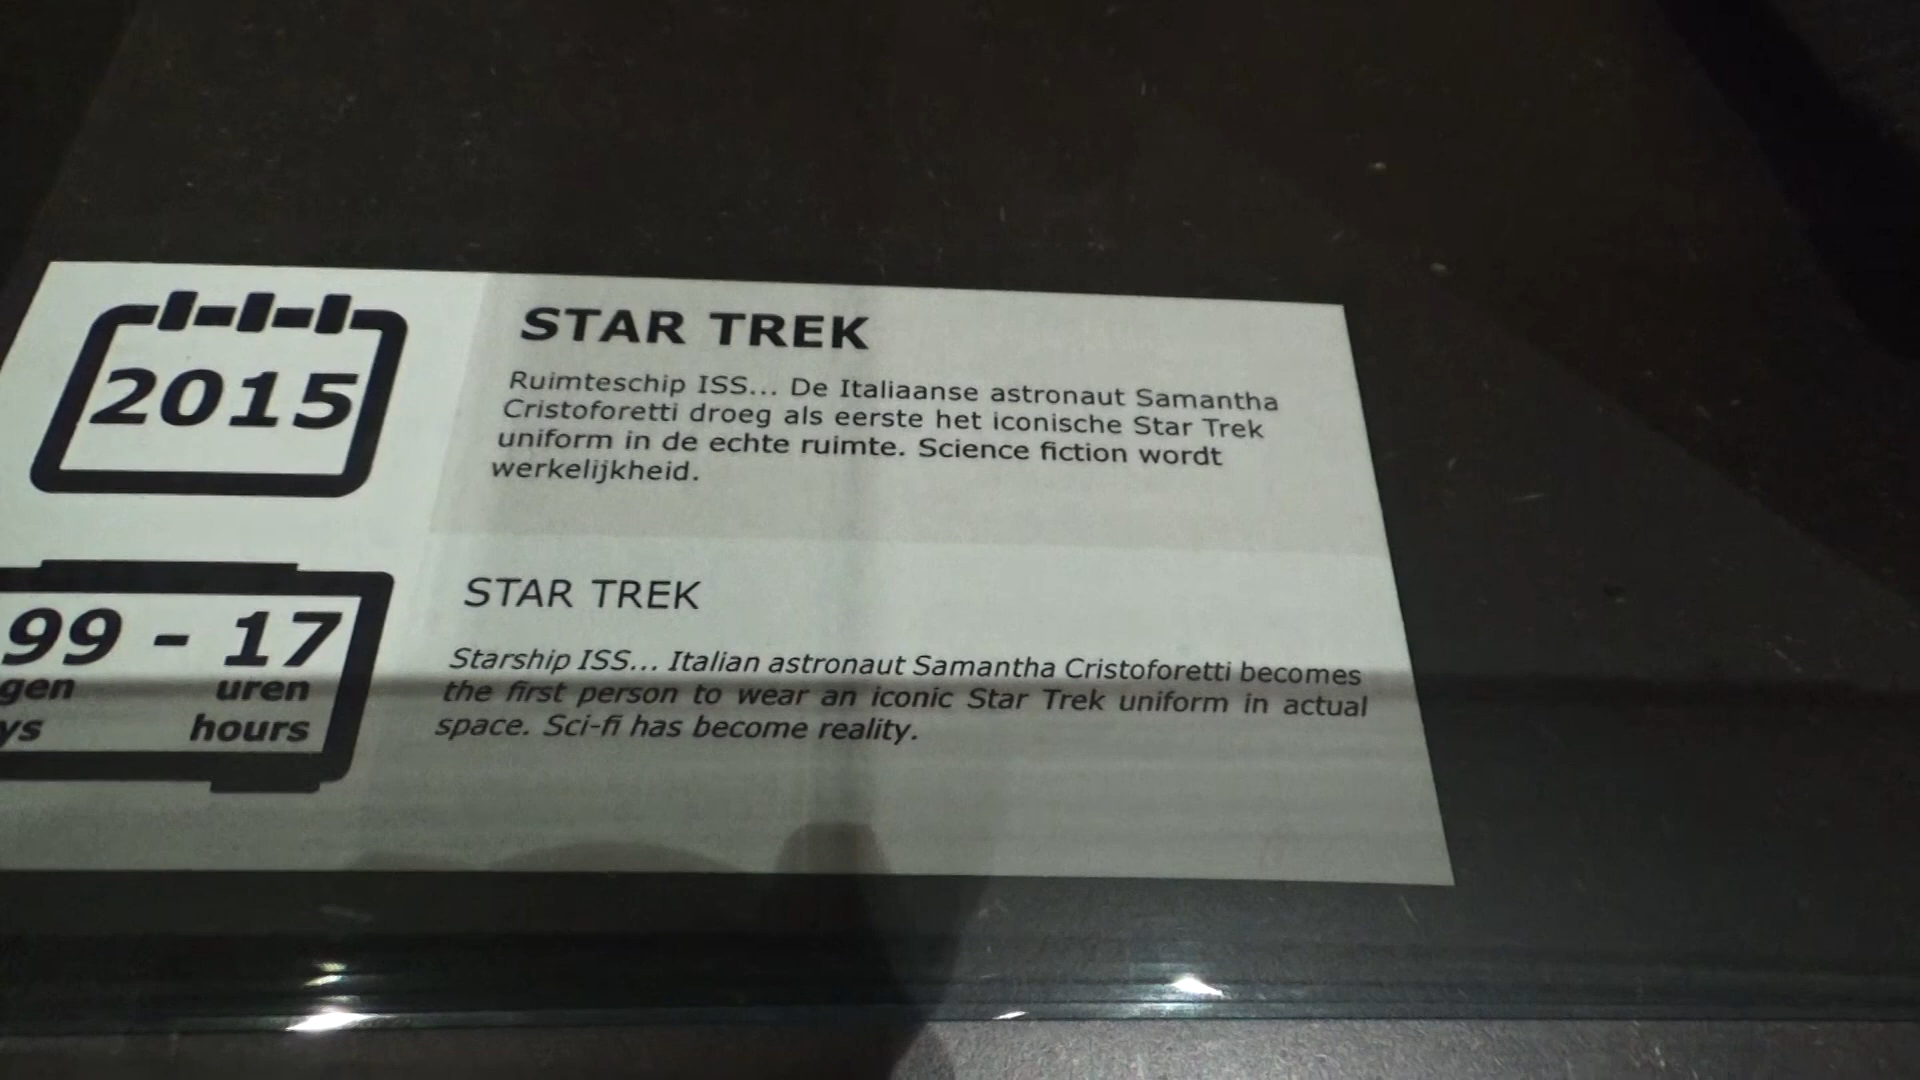 2015
STAR TREK
Ruimteschip ISS... De Italiaanse astronaut Samantha
Cristoforetti droeg als eerste het iconische Star Trek
uniform in de echte ruimte. Science fiction wordt
werkelijkheid.
99 - 17
gen uren
ys hours
STAR TREK
Starship ISS... Italian astronaut Samantha Cristoforetti becomes
the first person to wear an iconic Star Trek uniform in actual
space. Sci-fi has become reality.